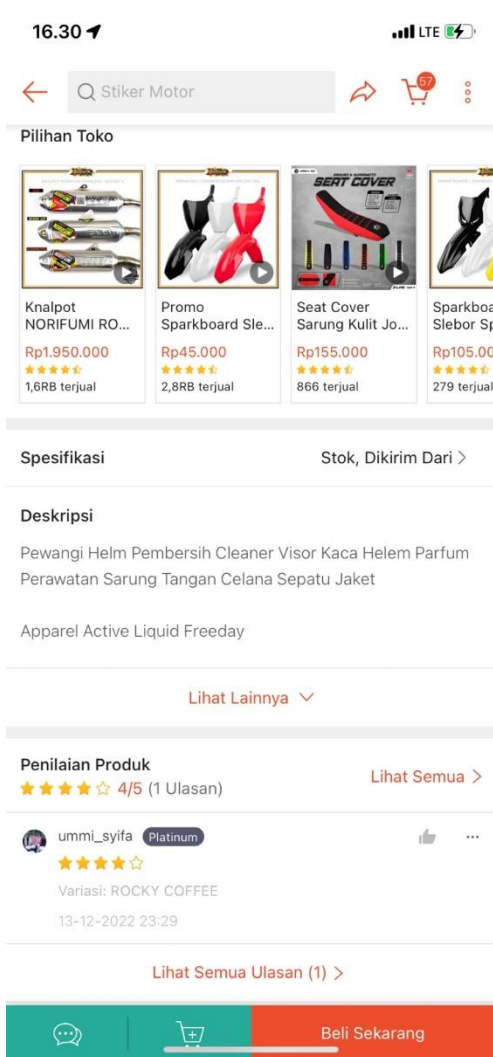 16.30
LTE
Stiker Motor
57
Pilihan Toko
SEAT COVER
Knalpot
NORIFUMI RO...
Rp1.950.000
1,6RB terjual
Promo
Sparkboard Sle...
Rp45.000
2,8RB terjual
Seat Cover
Sarung Kulit Jo...
Rp155.000
866 terjual
Sparkboa
Slebor Sp
Rp105.00
279 terjual
Spesifikasi
Stok, Dikirim Dari
Deskripsi
Pewangi Helm Pembersih Cleaner Visor Kaca Helem Parfum
Perawatan Sarung Tangan Celana Sepatu Jaket
Apparel Active Liquid Freeday
Lihat Lainnya
Penilaian Produk
4/5 (1 Ulasan)
Lihat Semua
ummi_syifa Platinum
Variasi: ROCKY COFFEE
13-12-2022 23:29
Lihat Semua Ulasan (1)
Beli Sekarang